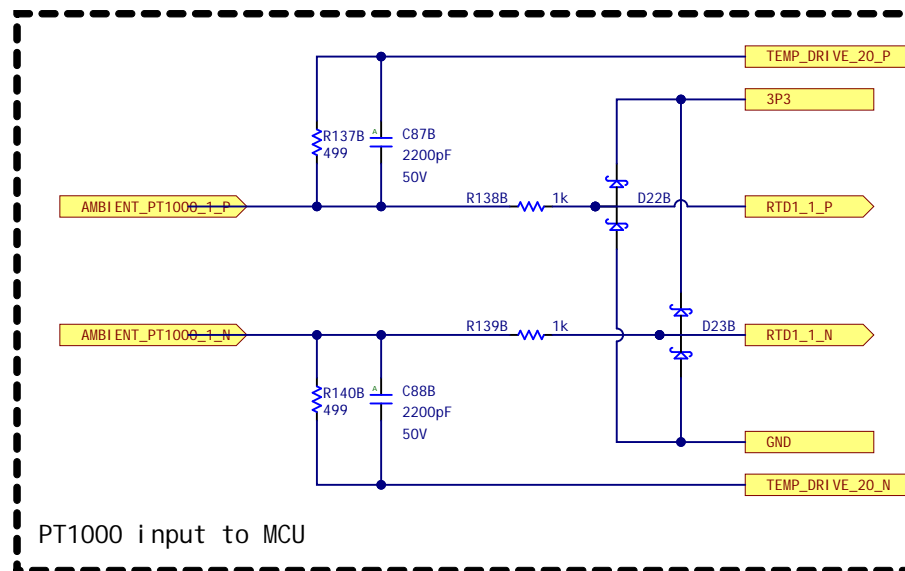 TEMP_DRIVE_20_P
3P3
R137B
499
A
C87B
2200pF
50V
AMBIENT_PT1000_1_P
R138B
1k
D22B
RTD1_1_P
AMBIENT_PT1000_1_N
R139B
1k
D23B
RTD1_1_N
R140B
499
A
C88B
2200pF
50V
GND
TEMP_DRIVE_20_N
PT1000 input to MCU